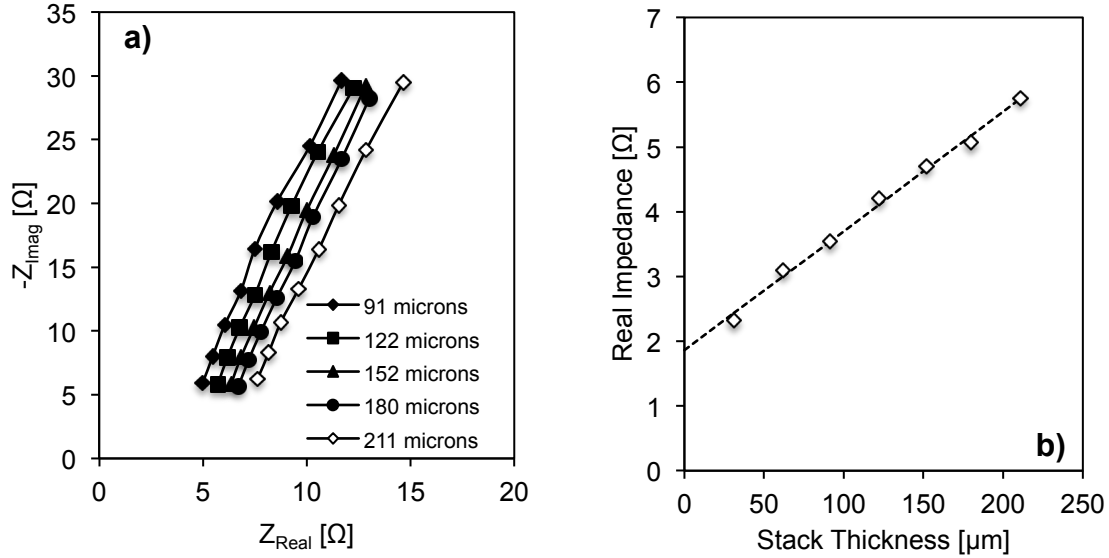 a)
-Z_Imag [Ω]
35
30
25
20
15
10
5
0
0 5 10 15 20
Z_Real [Ω]
91 microns
122 microns
152 microns
180 microns
211 microns
Real Impedance [Ω]
7
6
5
4
3
2
1
0
b)
0 50 100 150 200 250
Stack Thickness [µm]